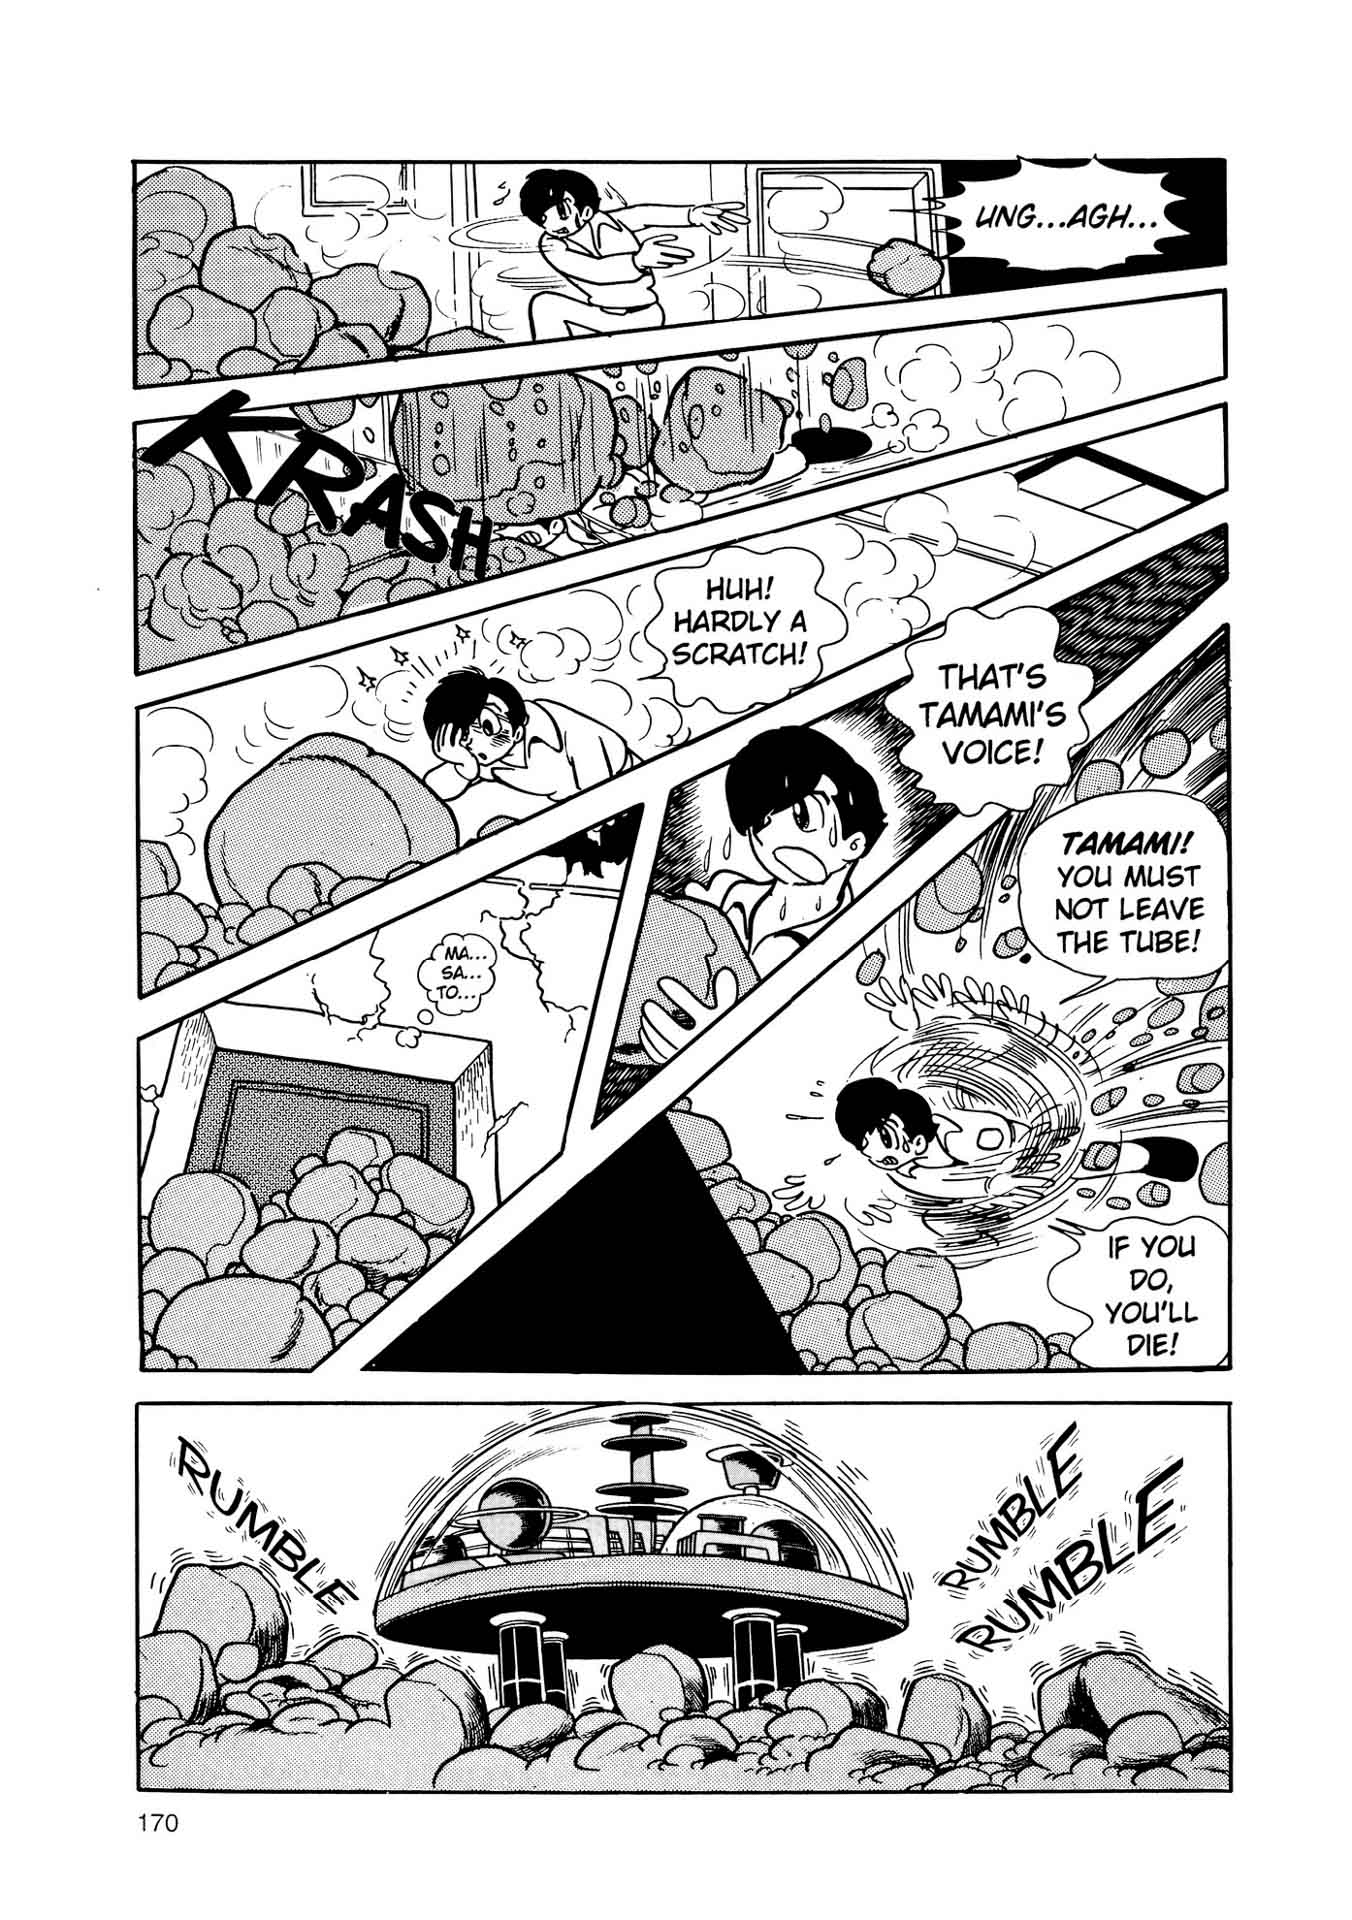 UNG...AGH...
KRASH
HUH!
HARDLY A
SCRATCH!
THAT'S
TAMAMI'S
VOICE!
MA...
SA...
TO...
TAMAMI!
YOU MUST
NOT LEAVE
THE TUBE!
IF YOU
DO,
YOU'LL
DIE!
RUMBLE
RUMBLE
RUMBLE
170